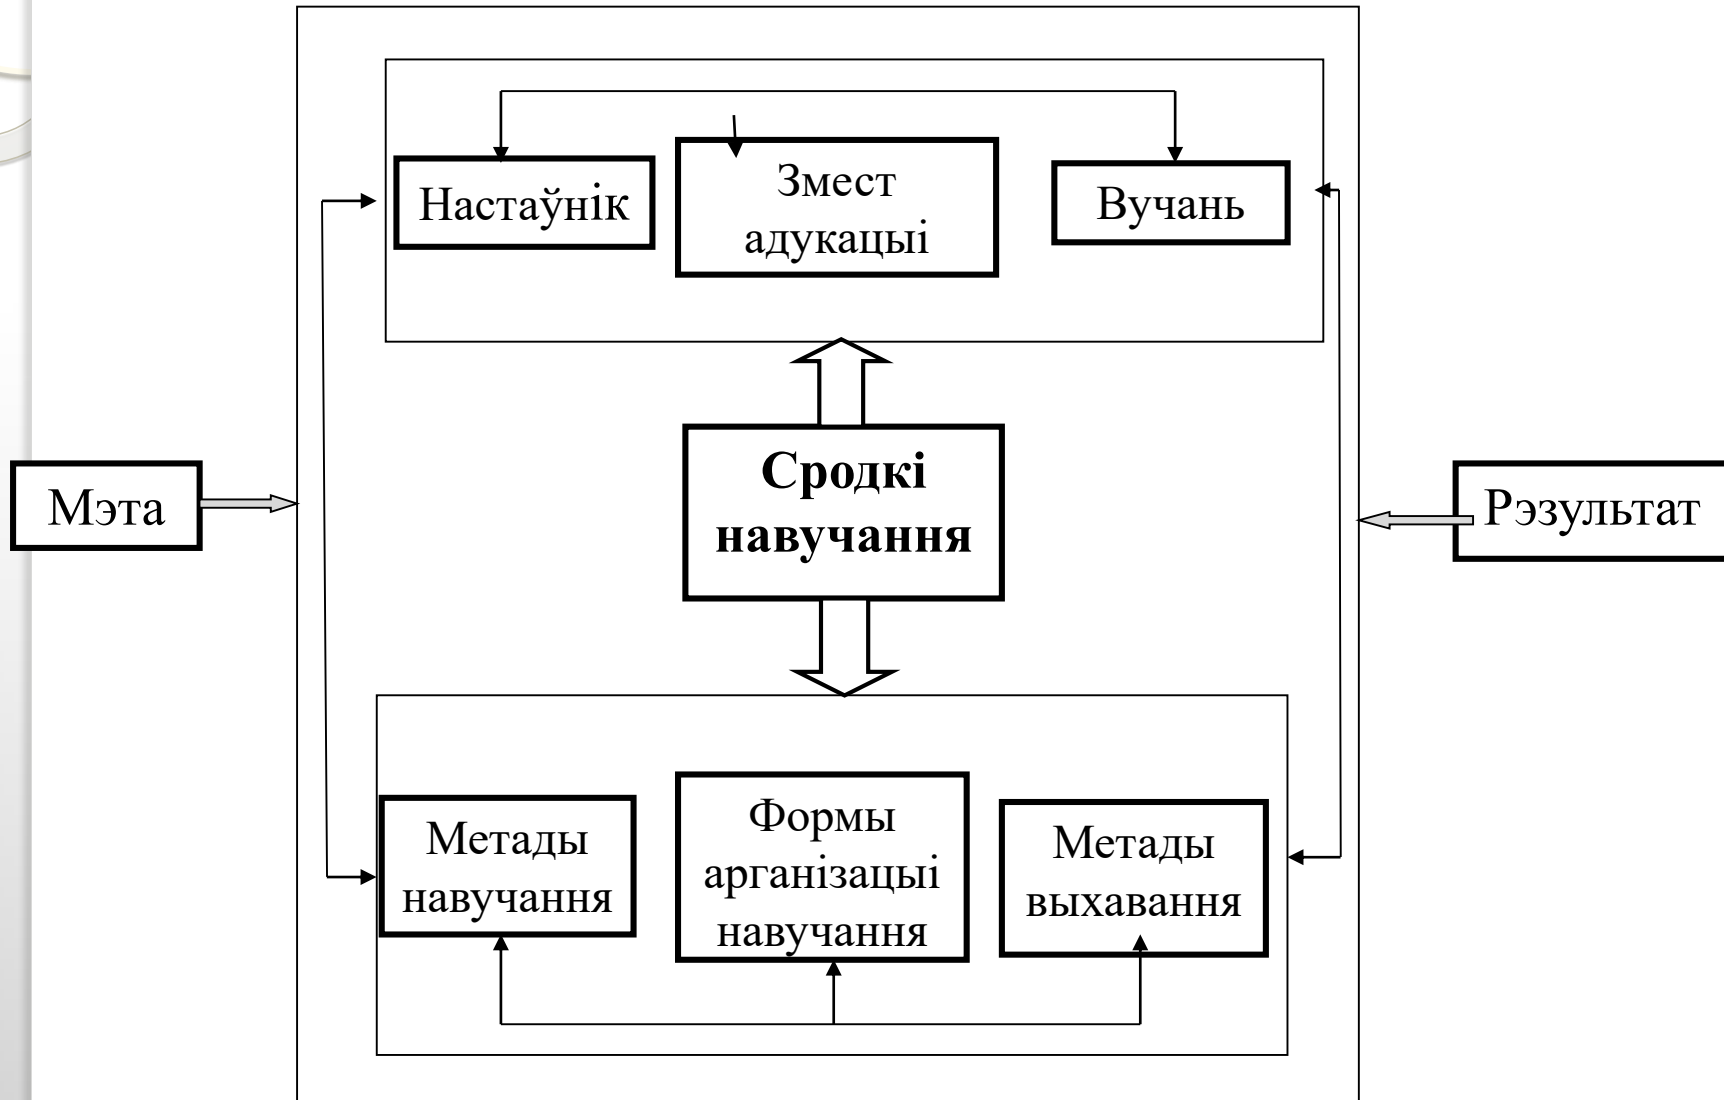 Настаўнік
Змест
адукацыі
Вучань
Мэта
Сродкі
навучання
Рэзультат
Метады
навучання
Формы
арганізацыі
навучання
Метады
выхавання